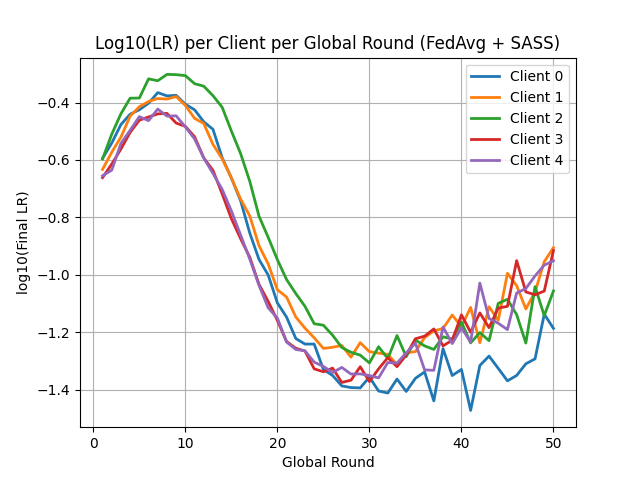 Log10(LR) per Client per Global Round (FedAvg + SASS)
Client 0
Client 1
Client 2
Client 3
Client 4
log10(Final LR)
−0.4
−0.6
−0.8
−1.0
−1.2
−1.4
0 10 20 30 40 50
Global Round